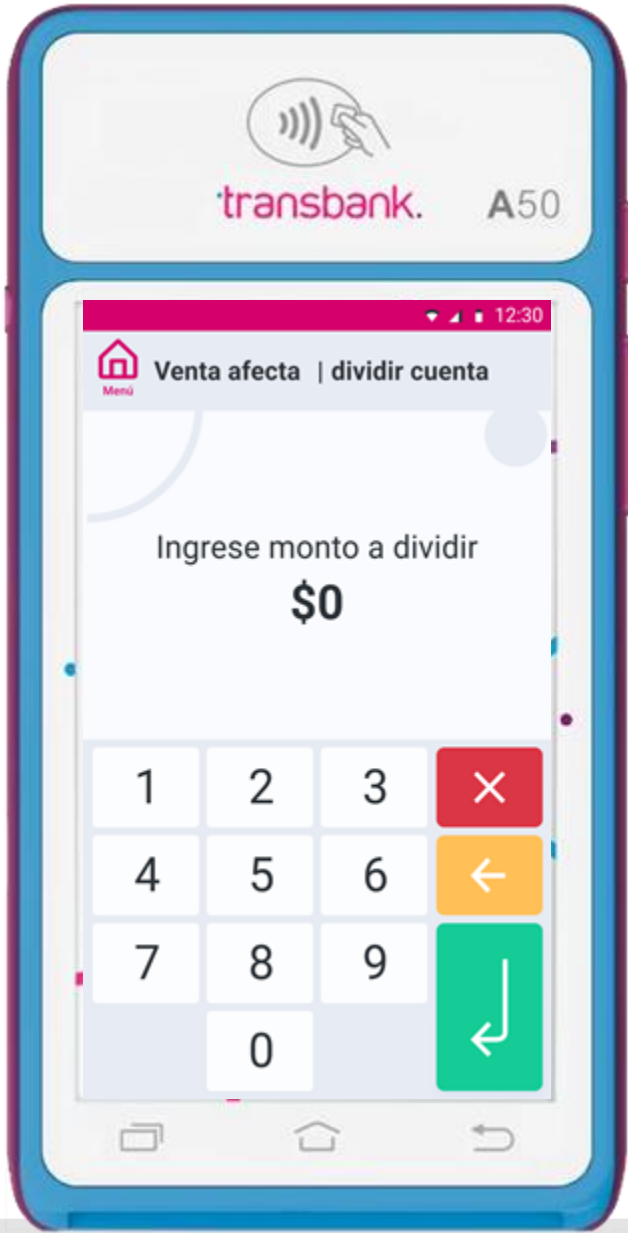 transbank.
A50
12:30
Menú
Venta afecta | dividir cuenta
Ingrese monto a dividir
$0
1 2 3
4 5 6
7 8 9
0